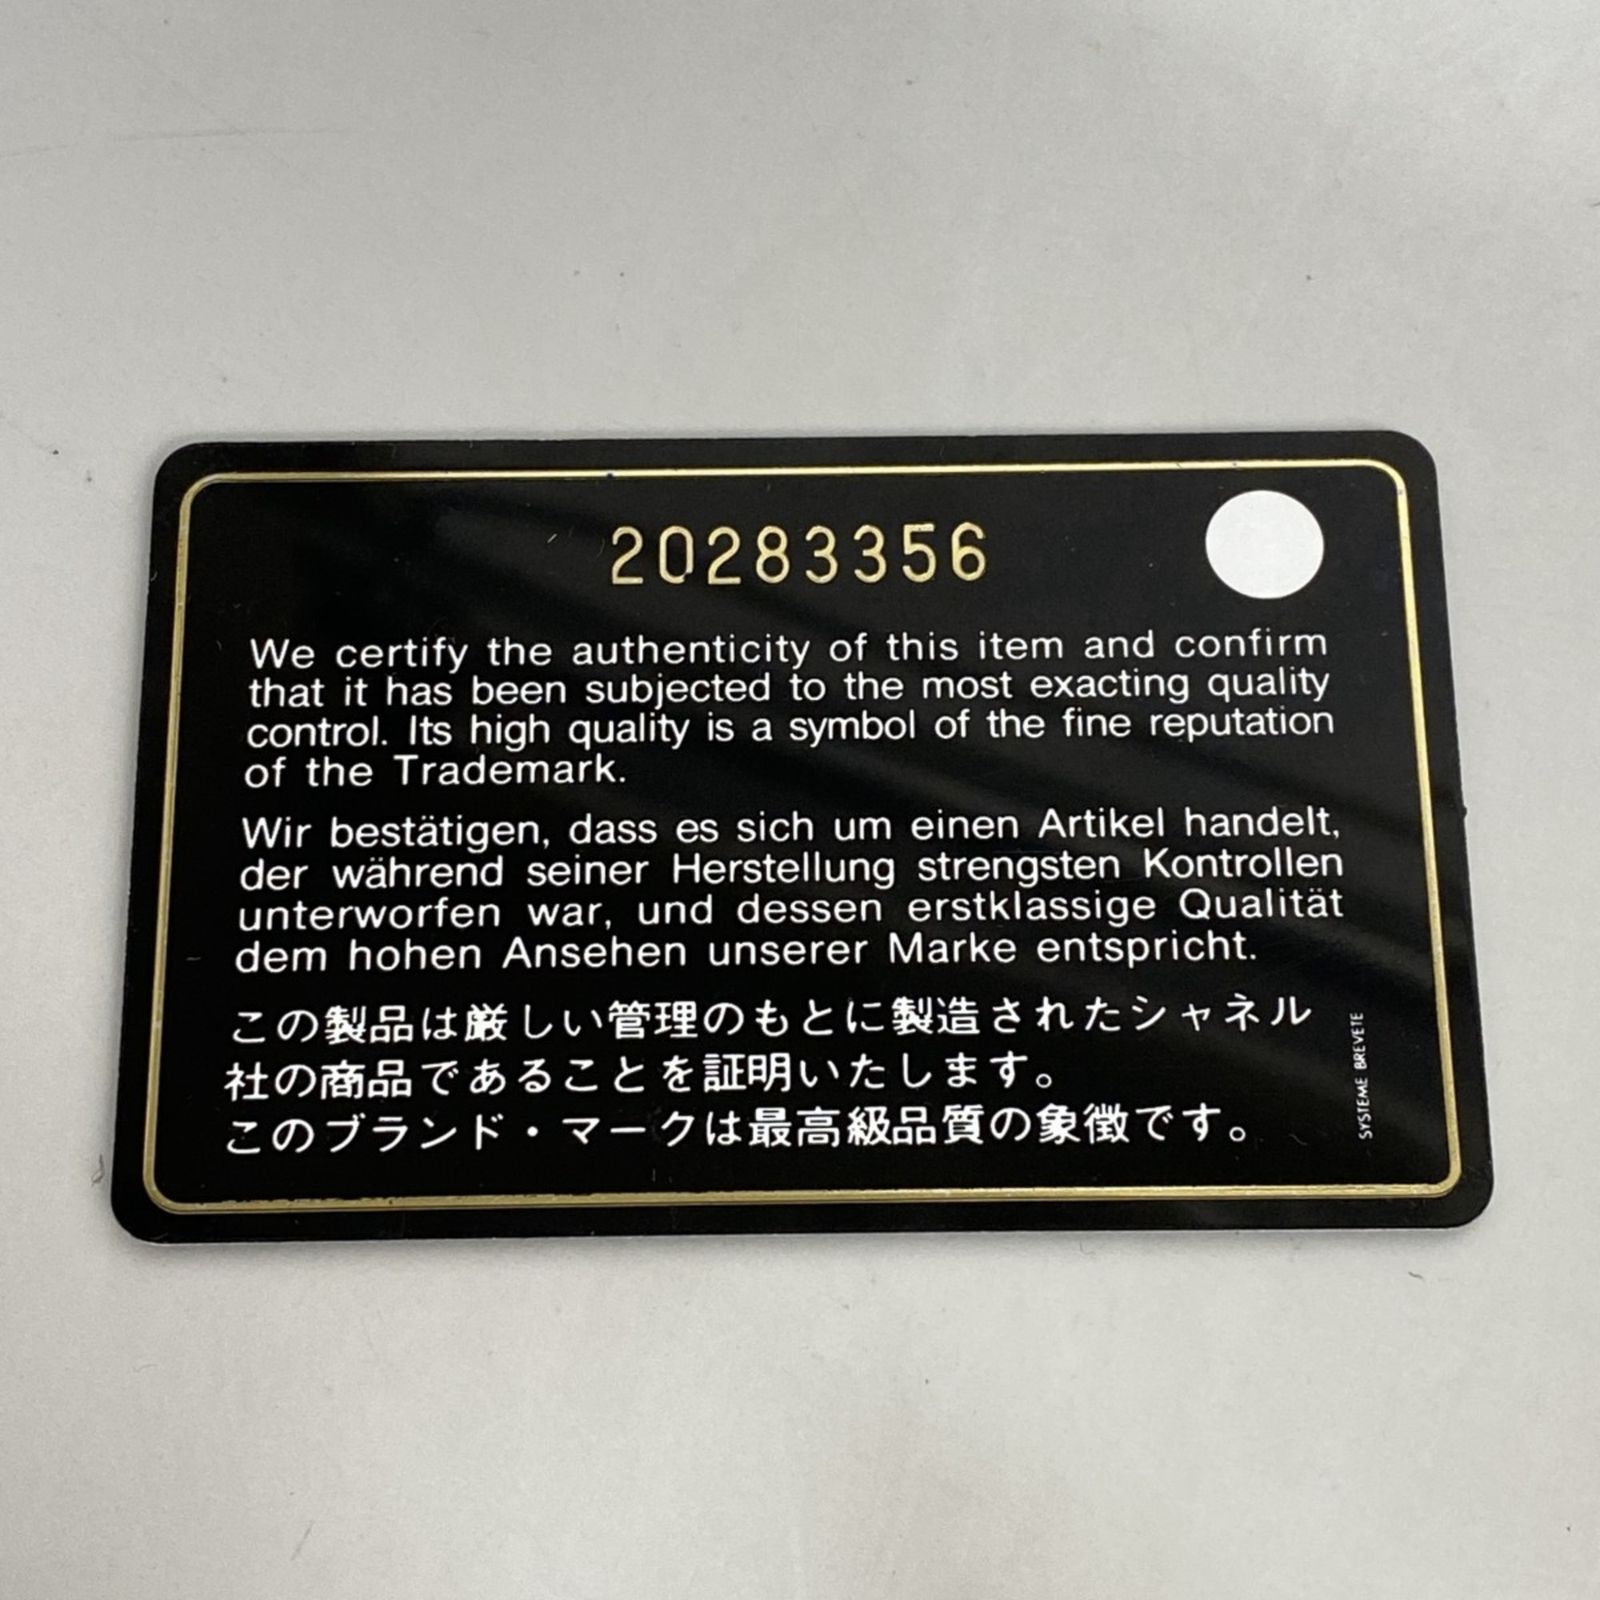 20283356
We certify the authenticity of this item and confirm
that it has been subjected to the most exacting quality
control. Its high quality is a symbol of the fine reputation
of the Trademark.
Wir bestätigen, dass es sich um einen Artikel handelt,
der während seiner Herstellung strengsten Kontrollen
unterworfen war, und dessen erstklassige Qualität
dem hohen Ansehen unserer Marke entspricht.
この製品は厳しい管理のもとに製造されたシャネル
社の商品であることを証明いたします。
このブランド・マークは最高級品質の象徴です。
SYSTEME BREVETE